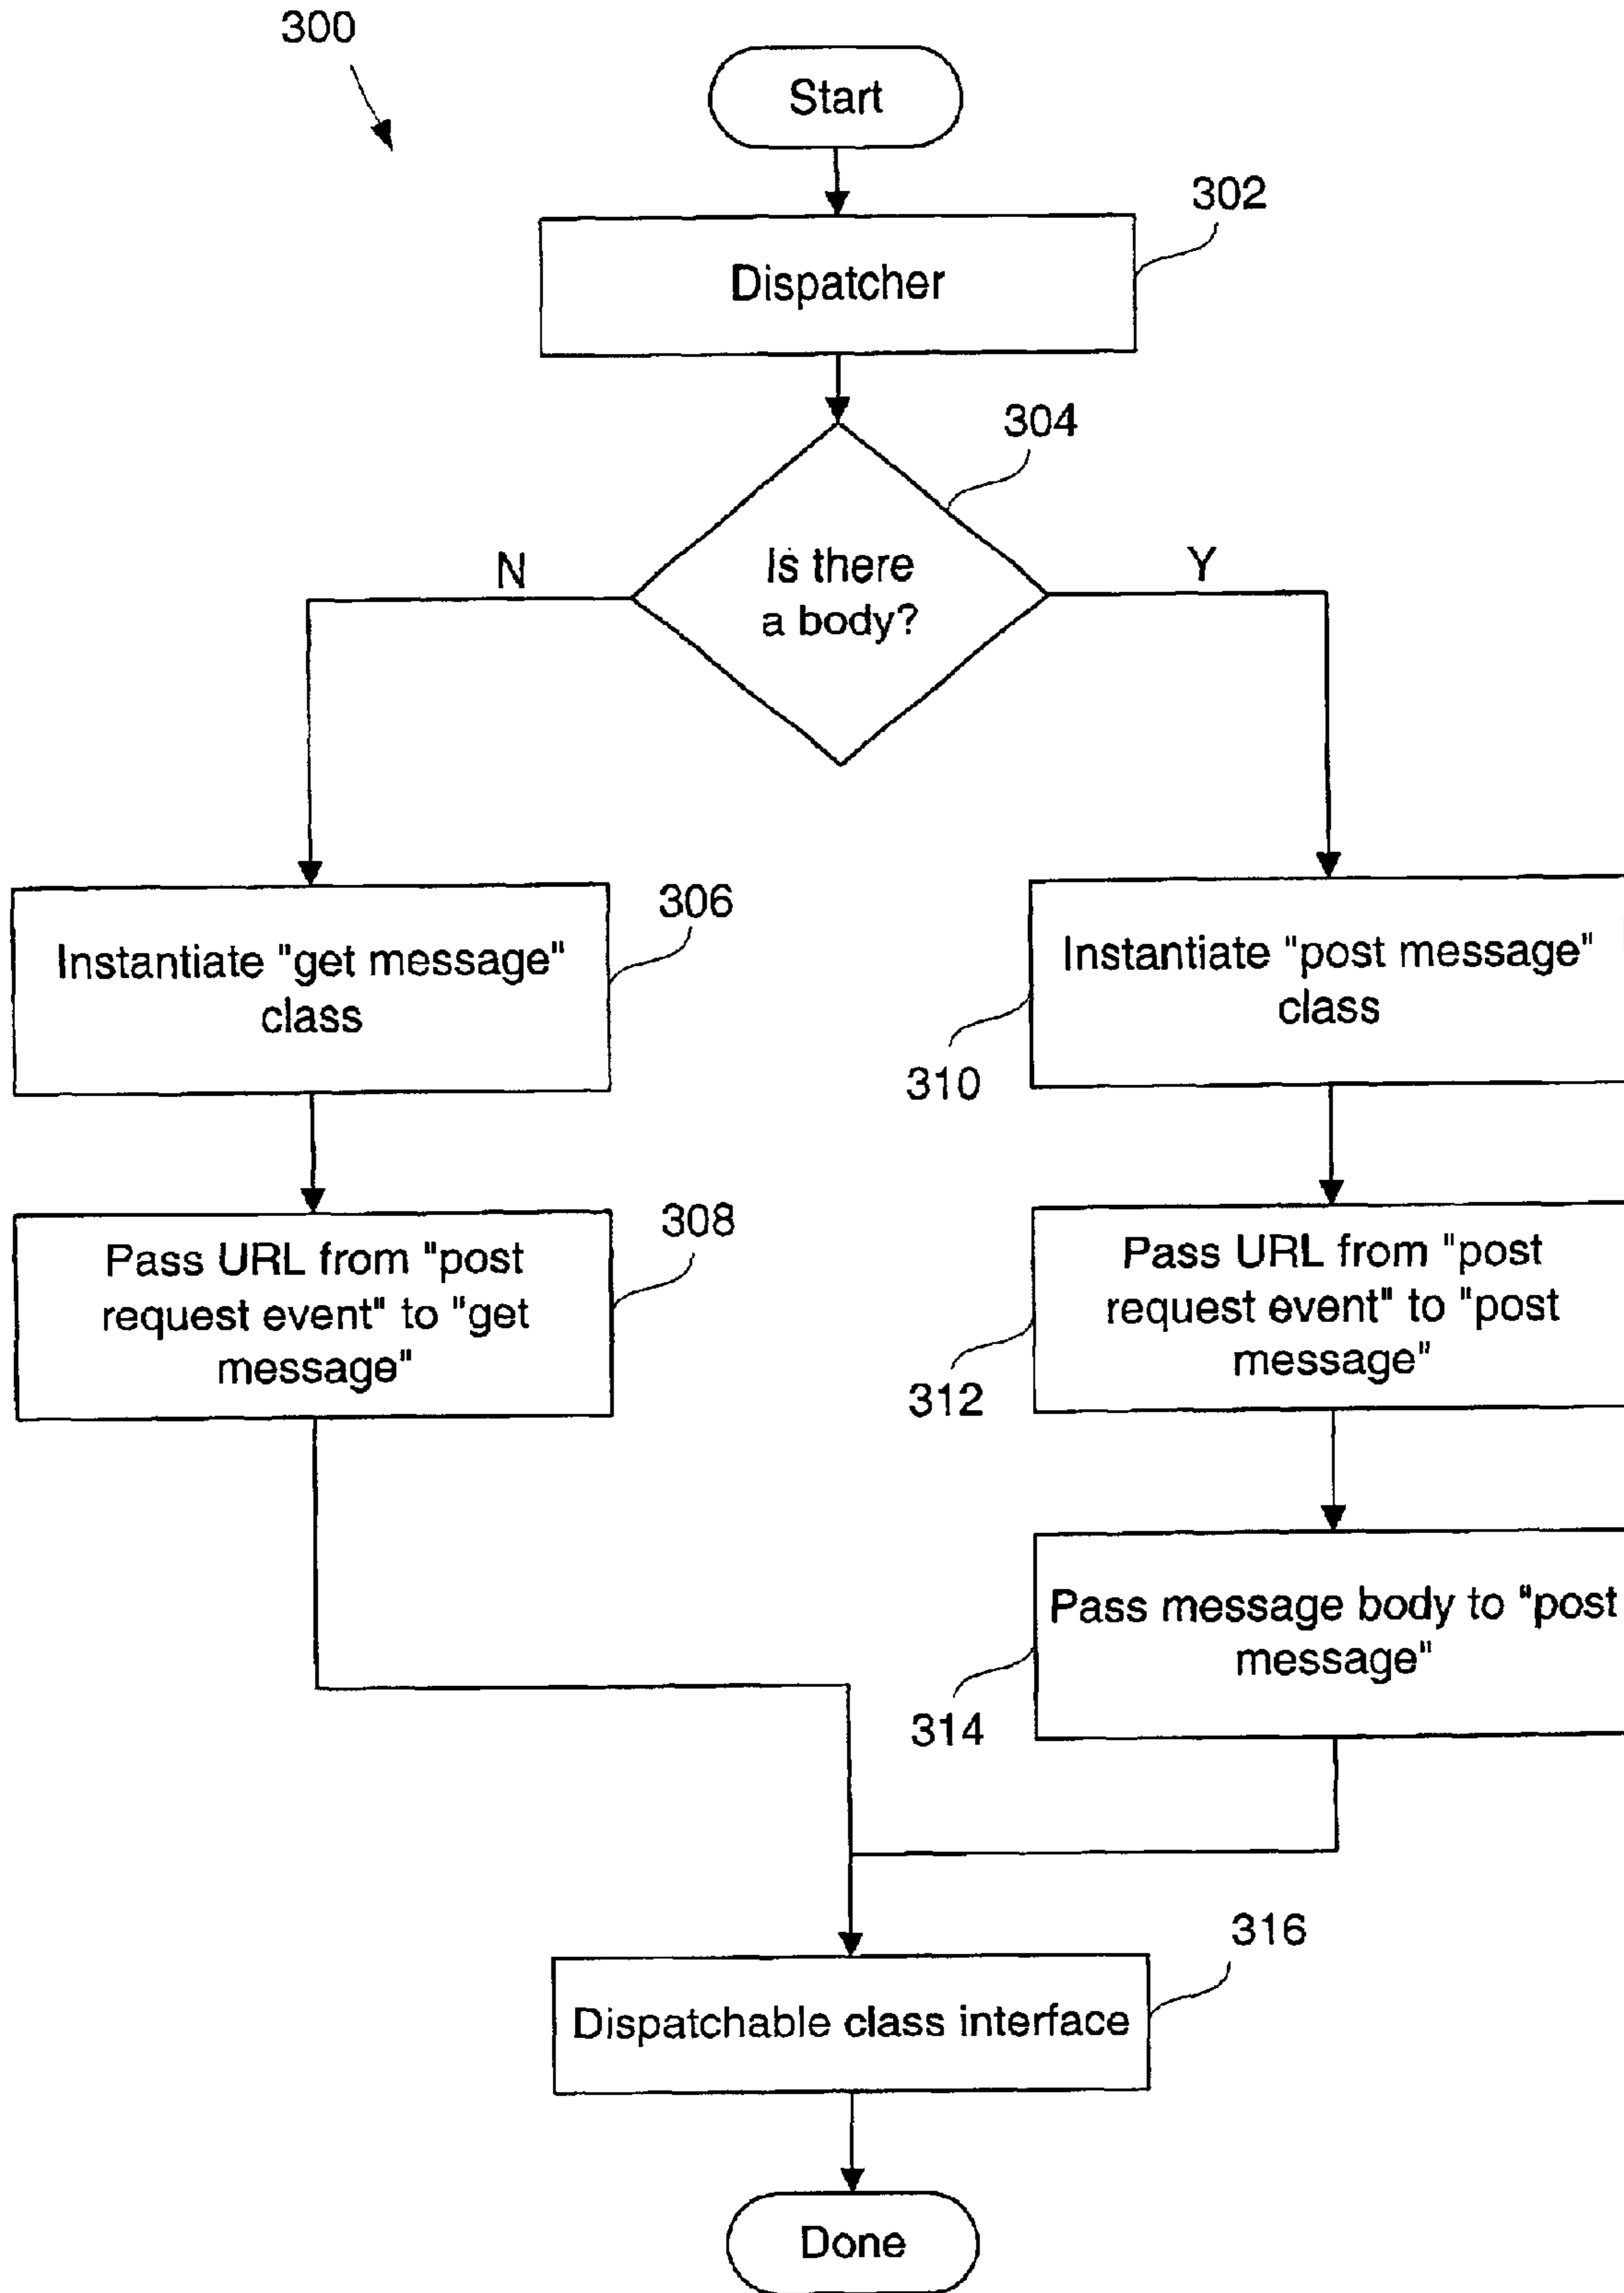 300
Start
302
Dispatcher
304
Is there
a body?
N
Y
306
Instantiate "get message"
class
Instantiate "post message"
class
310
308
Pass URL from "post
request event" to "get
message"
Pass URL from "post
request event" to "post
message"
312
Pass message body to "post
message"
314
316
Dispatchable class interface
Done